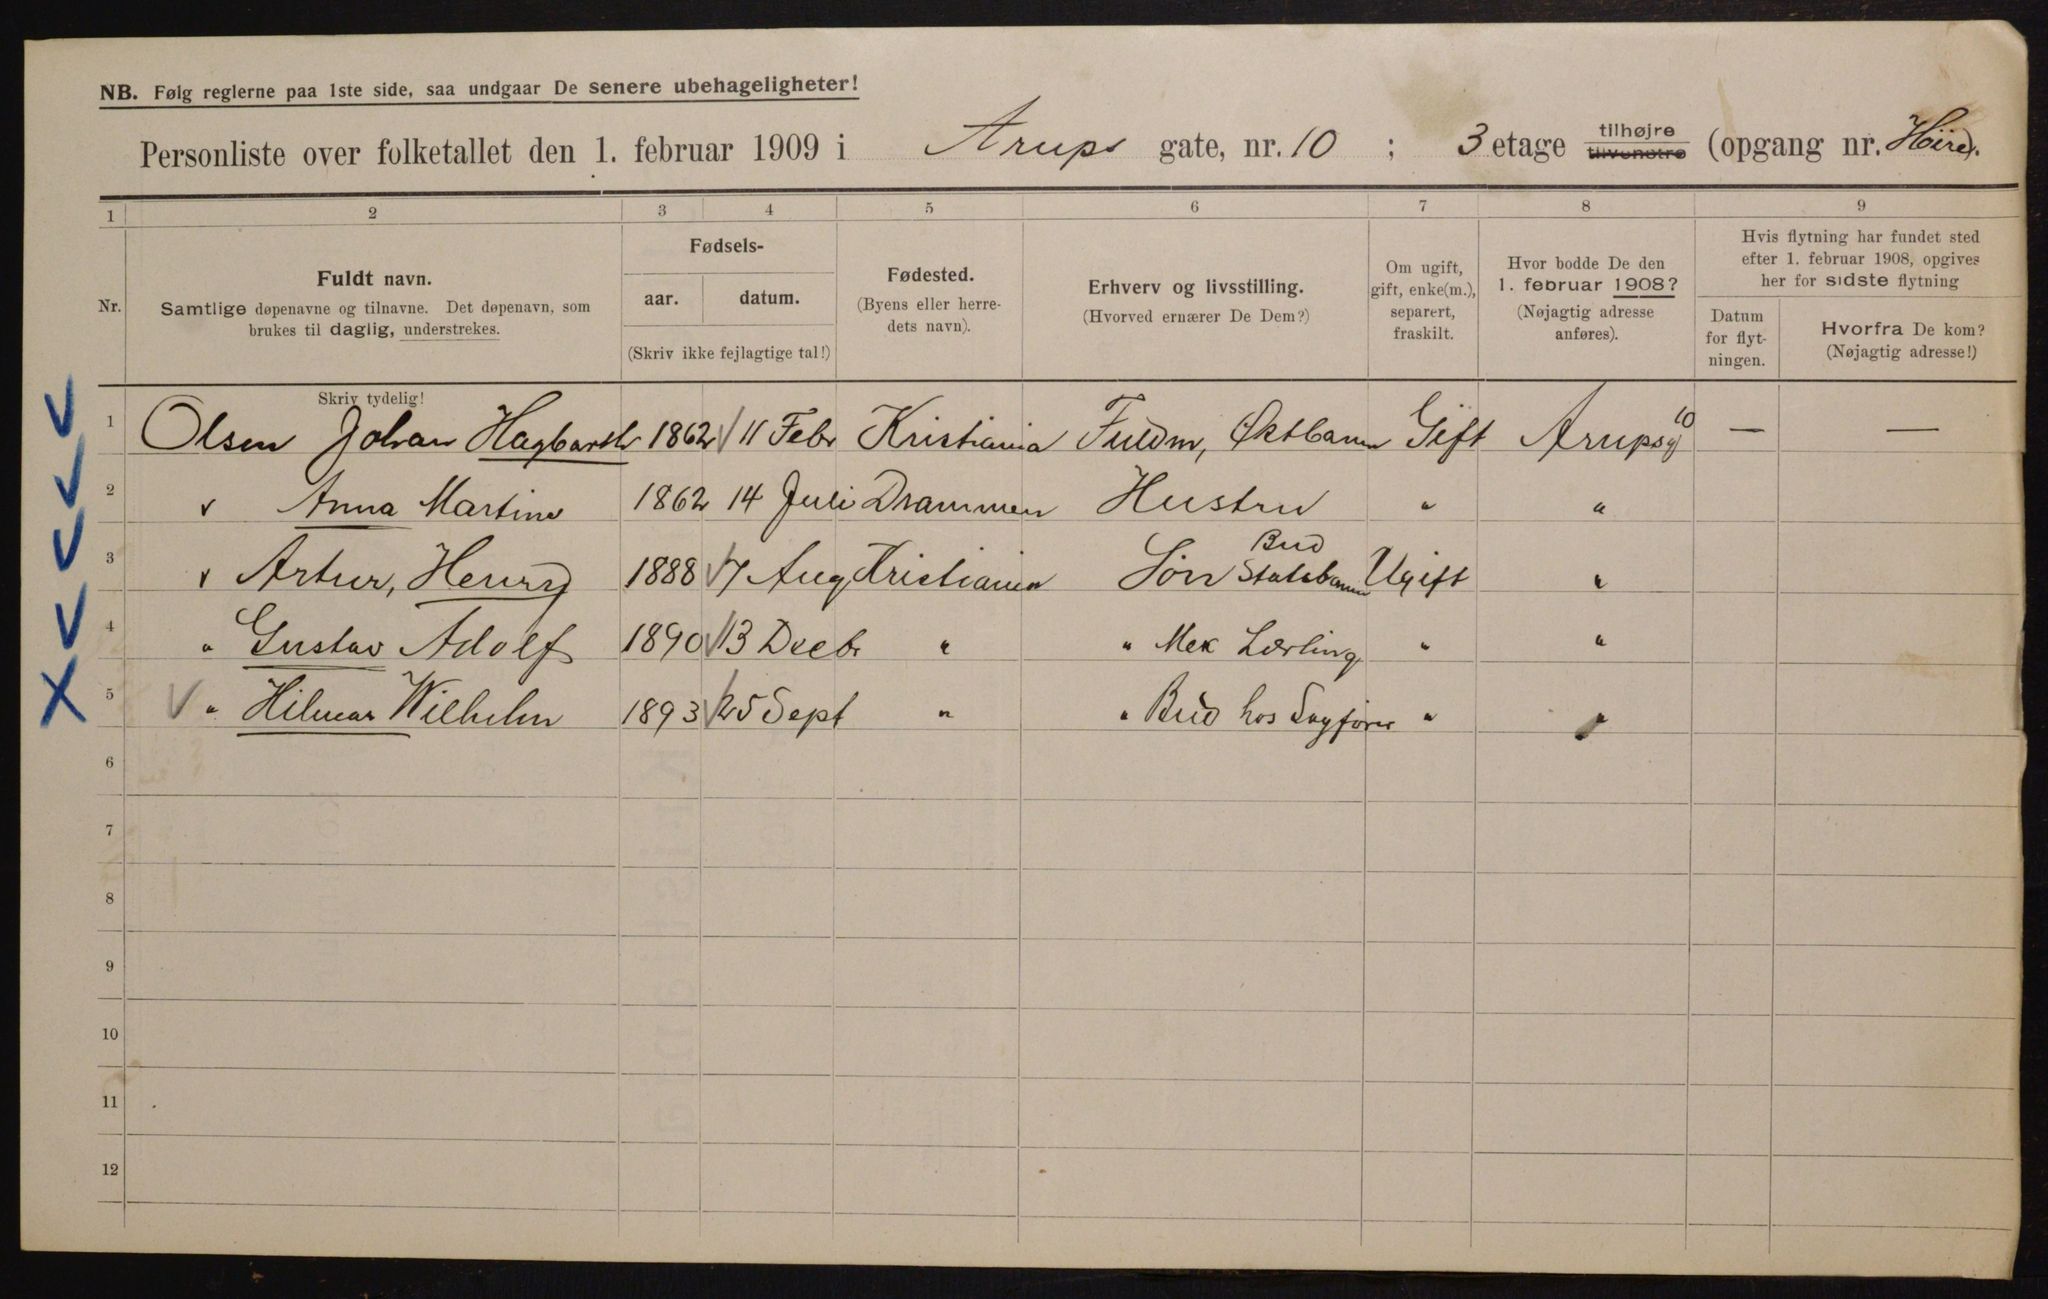 NB. Følg reglerne paa 1ste side, saa undgaar De senere ubehageligheter!
Personliste over folketallet den 1. februar 1909 i Arups gate, nr. 10 ; 3 etage tilhøjre tilvenstre (opgang nr. Höire).
1 2 3 4 5 6 7 8 9
Nr.
Fuldt navn.
Samtlige døpenavne og tilnavne. Det døpenavn, som
brukes til daglig, understrekes.
Fødsels-
aar. datum.
(Skriv ikke fejlagtige tal!)
Fødested.
(Byens eller herre-
dets navn).
Erhverv og livsstilling.
(Hvorved ernærer De Dem?)
Om ugift,
gift, enke(m.),
separert,
fraskilt.
Hvor bodde De den
1. februar 1908?
(Nøjagtig adresse
anføres).
Hvis flytning har fundet sted
efter 1. februar 1908, opgives
her for sidste flytning
Datum
for flyt-
ningen.
Hvorfra De kom?
(Nøjagtig adresse!)
Skriv tydelig!
1 Olsen Johan Hagbarth 1862 11 Febr Kristiania Fuldm, Gift Arupsg 10 — —
2 " Anna Martine 1862 14 Juli Drammen Hustru " "
3 " Artur, Henry 1888 7 Aug Kristiania Sön Bud Statsbanen Ugift "
4 " Gustav Adolf 1890 13 Decbr " " Mek Lærling " "
5 " Hilmar Wilhelm 1893 25 Sept " " Bud hos Sagfører " "
6
7
8
9
10
11
12